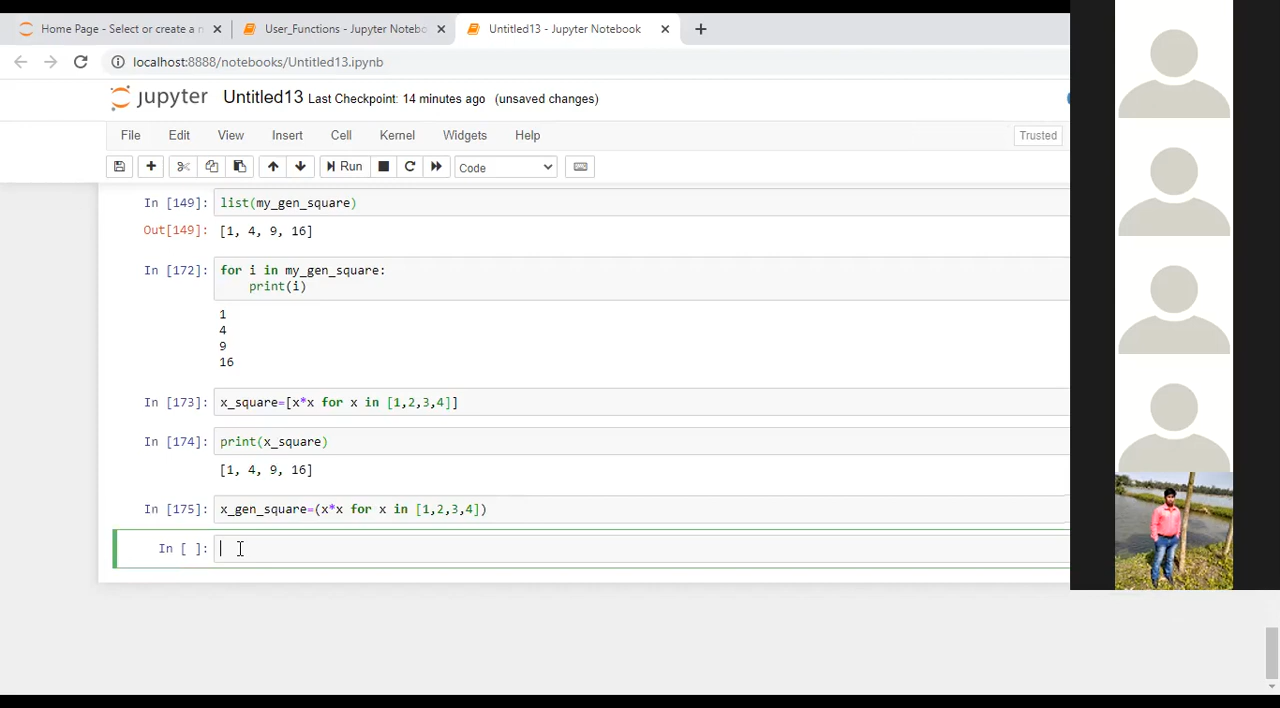 Home Page - Select or create a n
User_Functions - Jupyter Notebo
Untitled13 - Jupyter Notebook
localhost:8888/notebooks/Untitled13.ipynb
jupyter Untitled13 Last Checkpoint: 14 minutes ago (unsaved changes)
File Edit View Insert Cell Kernel Widgets Help
Trusted
Run Code
In [149]: list(my_gen_square)
Out[149]: [1, 4, 9, 16]
In [172]: for i in my_gen_square:
print(i)
1
4
9
16
In [173]: x_square=[x*x for x in [1,2,3,4]]
In [174]: print(x_square)
[1, 4, 9, 16]
In [175]: x_gen_square=(x*x for x in [1,2,3,4])
In [ ]: